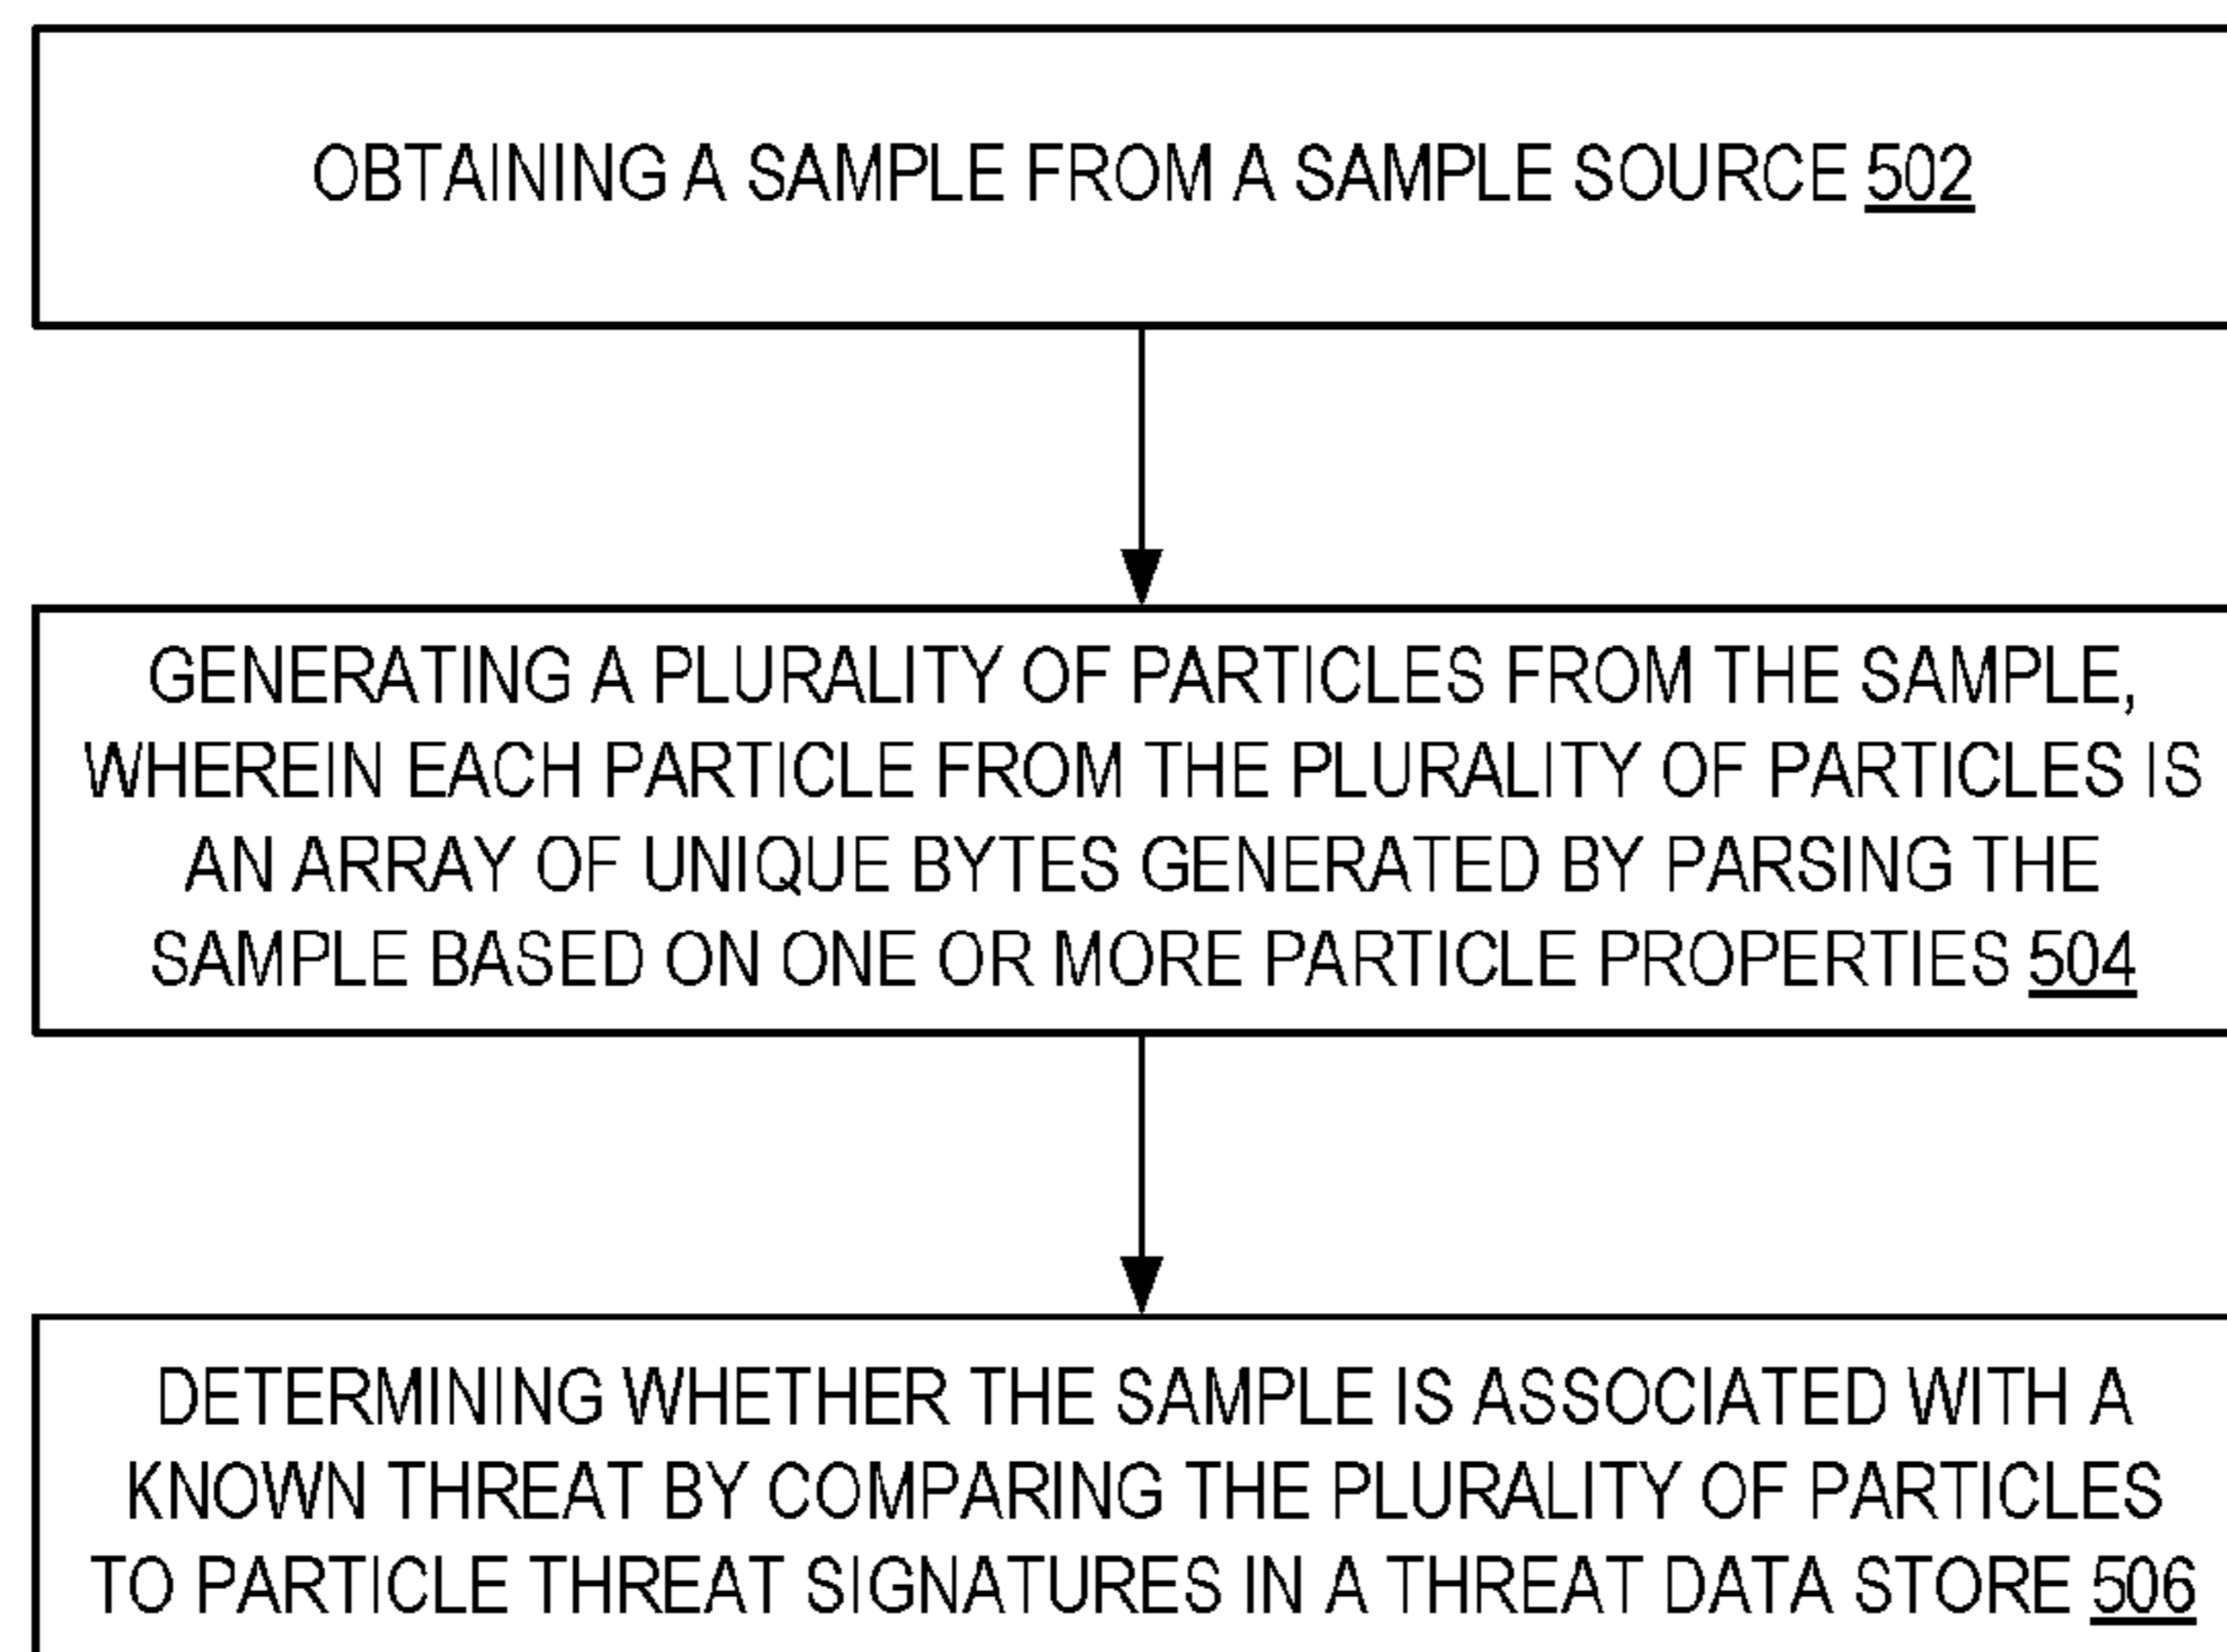 OBTAINING A SAMPLE FROM A SAMPLE SOURCE 502
GENERATING A PLURALITY OF PARTICLES FROM THE SAMPLE,
WHEREIN EACH PARTICLE FROM THE PLURALITY OF PARTICLES IS
AN ARRAY OF UNIQUE BYTES GENERATED BY PARSING THE
SAMPLE BASED ON ONE OR MORE PARTICLE PROPERTIES 504
DETERMINING WHETHER THE SAMPLE IS ASSOCIATED WITH A
KNOWN THREAT BY COMPARING THE PLURALITY OF PARTICLES
TO PARTICLE THREAT SIGNATURES IN A THREAT DATA STORE 506